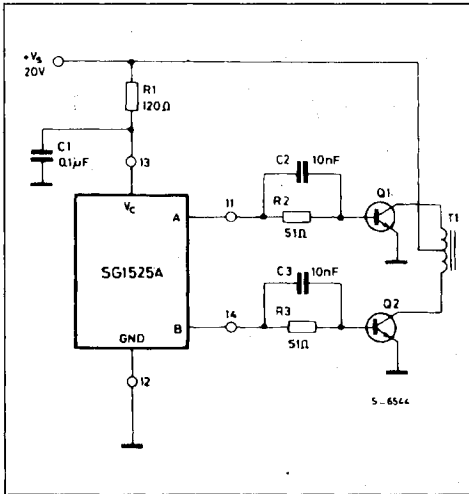 +Vs
20V
R1
120Ω
C1
0.1µF
13
VC
C2
10nF
A
11
R2
51Ω
Q1
T1
SG1525A
C3
10nF
B
14
R3
51Ω
Q2
GND
12
S-6544